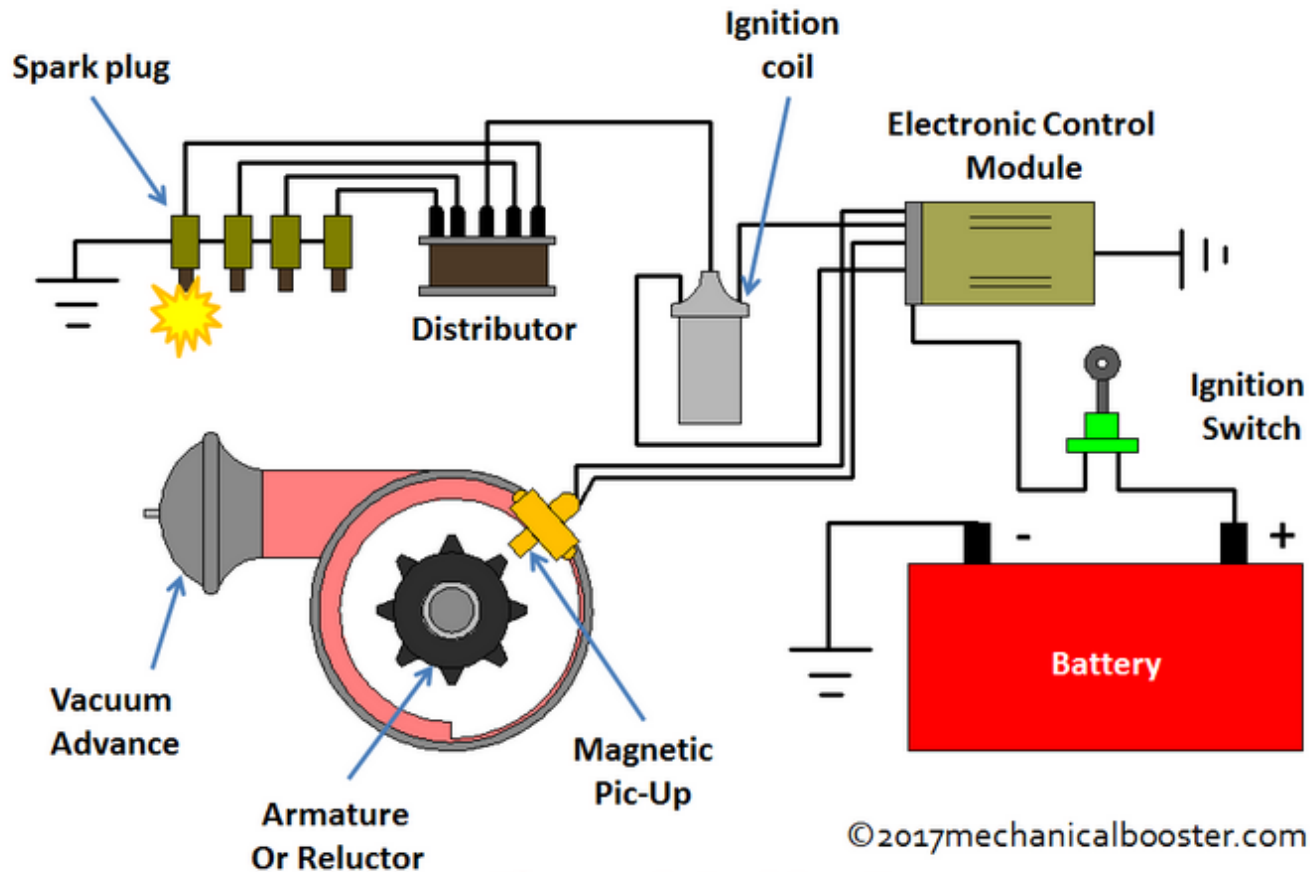 Ignition
coil
Spark plug
Electronic Control
Module
Distributor
Ignition
Switch
- +
Battery
Vacuum
Advance
Magnetic
Pic-Up
Armature
Or Reluctor
©2017mechanicalbooster.com